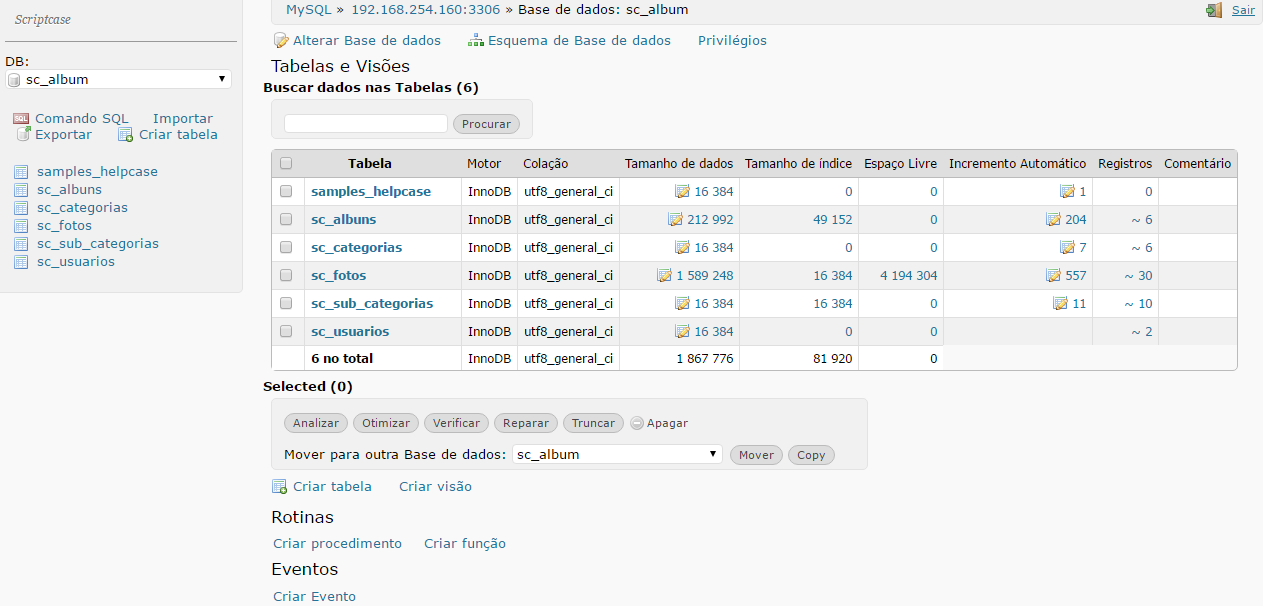 Scriptcase
DB:
sc_album
Comando SQL Importar
Exportar Criar tabela
samples_helpcase
sc_albuns
sc_categorias
sc_fotos
sc_sub_categorias
sc_usuarios
MySQL » 192.168.254.160:3306 » Base de dados: sc_album
Sair
Alterar Base de dados Esquema de Base de dados Privilégios
Tabelas e Visões
Buscar dados nas Tabelas (6)
Procurar
Tabela Motor Colação Tamanho de dados Tamanho de índice Espaço Livre Incremento Automático Registros Comentário
samples_helpcase InnoDB utf8_general_ci 16 384 0 0 1 0
sc_albuns InnoDB utf8_general_ci 212 992 49 152 0 204 ~ 6
sc_categorias InnoDB utf8_general_ci 16 384 0 0 7 ~ 6
sc_fotos InnoDB utf8_general_ci 1 589 248 16 384 4 194 304 557 ~ 30
sc_sub_categorias InnoDB utf8_general_ci 16 384 16 384 0 11 ~ 10
sc_usuarios InnoDB utf8_general_ci 16 384 0 0 ~ 2
6 no total InnoDB utf8_general_ci 1 867 776 81 920 0
Selected (0)
Analizar Otimizar Verificar Reparar Truncar Apagar
Mover para outra Base de dados: sc_album Mover Copy
Criar tabela Criar visão
Rotinas
Criar procedimento Criar função
Eventos
Criar Evento